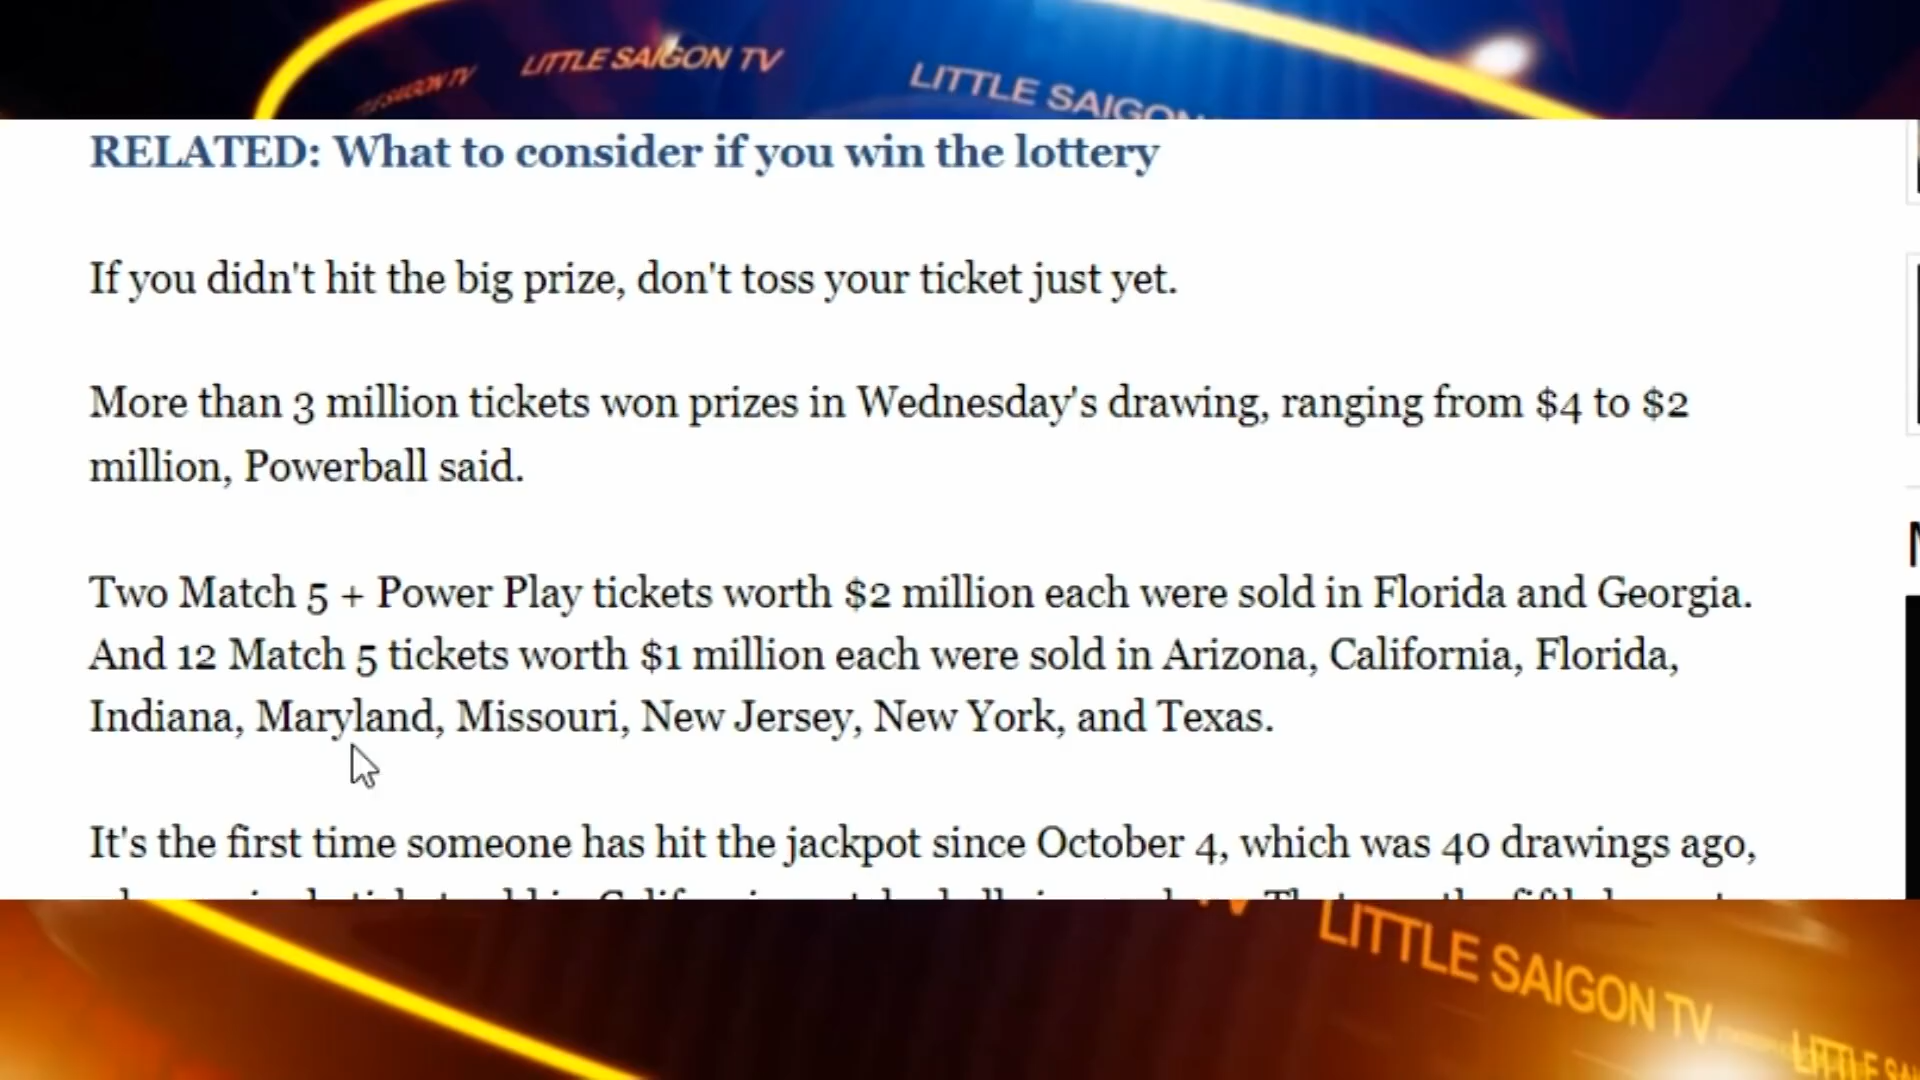 LITTLE SAIGON TV
LITTLE SAIGON
RELATED: What to consider if you win the lottery
If you didn't hit the big prize, don't toss your ticket just yet.
More than 3 million tickets won prizes in Wednesday's drawing, ranging from $4 to $2
million, Powerball said.
Two Match 5 + Power Play tickets worth $2 million each were sold in Florida and Georgia.
And 12 Match 5 tickets worth $1 million each were sold in Arizona, California, Florida,
Indiana, Maryland, Missouri, New Jersey, New York, and Texas.
It's the first time someone has hit the jackpot since October 4, which was 40 drawings ago,
TV
LITTLE SAIGON TV
LITTLE SA